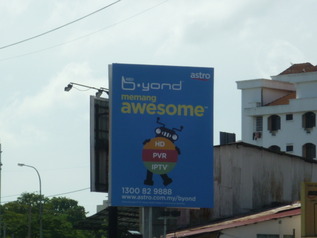 astro
b.yond
memang
awesome
HD
PVR
IPTV
1300 82 9888
www.astro.com.my/byond